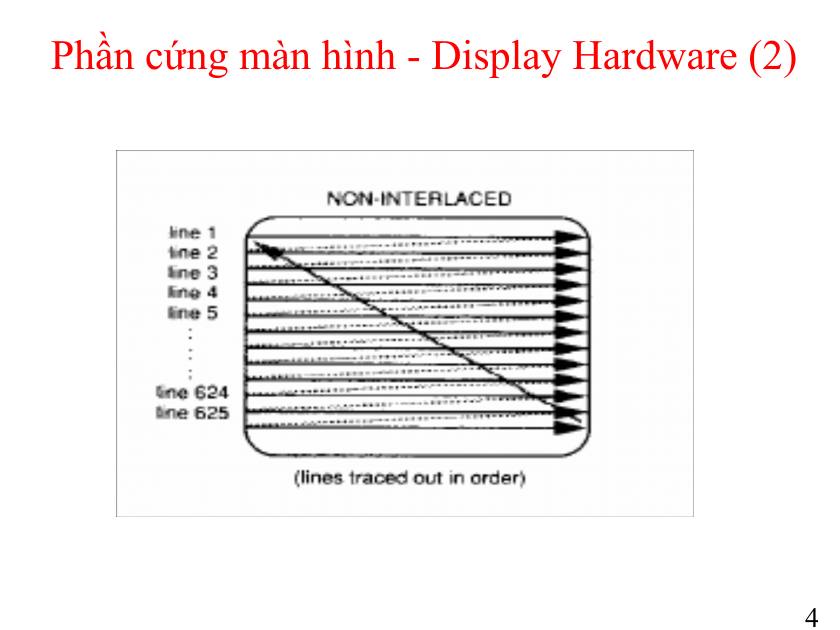 Phần cứng màn hình - Display Hardware (2)
NON-INTERLACED
line 1
line 2
line 3
line 4
line 5
line 624
line 625
(lines traced out in order)
4